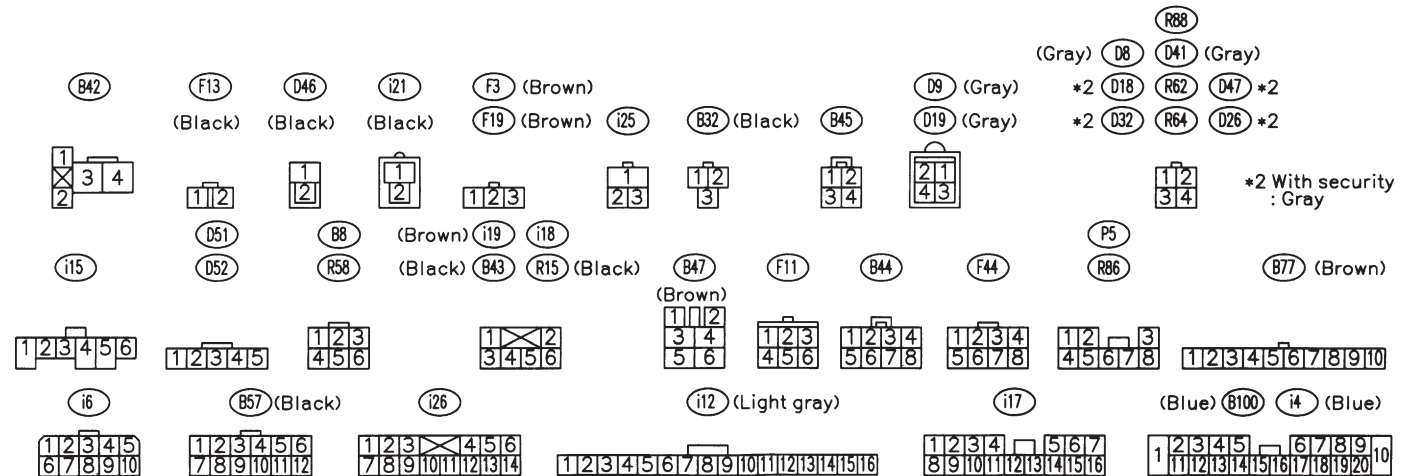 R88
(Gray) D8 D41 (Gray)
B42 F13 D46 i21 F3 (Brown) D9 (Gray) *2 D18 R62 D47 *2
(Black) (Black) (Black) F19 (Brown) i25 B32 (Black) B45 D19 (Gray) *2 D32 R64 D26 *2
1 3 4 2
1 2
1 2
1 2
1 2 3
1 2 3
1 2 3
1 2 3 4
2 1 4 3
1 2 3 4
*2 With security
: Gray
D51 B8 (Brown) i19 i18 P5
i15 D52 R58 (Black) B43 R15 (Black) B47 F11 B44 F44 R86 B77 (Brown)
(Brown)
1 2 3 4 5 6
1 2 3 4 5
1 2 3
4 5 6
1 2
3 4 5 6
1 2
3 4
5 6
1 2 3
4 5 6
1 2 3 4
5 6 7 8
1 2 3 4
5 6 7 8
1 2 3
4 5 6 7 8
1 2 3 4 5 6 7 8 9 10
i6 B57 (Black) i26 i12 (Light gray) i17 (Blue) B100 i4 (Blue)
1 2 3 4 5
6 7 8 9 10
1 2 3 4 5 6
7 8 9 10 11 12
1 2 3 4 5 6
7 8 9 10 11 12 13 14
1 2 3 4 5 6 7 8 9 10 11 12 13 14 15 16
1 2 3 4 5 6 7
8 9 10 11 12 13 14 15 16
1 2 3 4 5 6 7 8 9 10
11 12 13 14 15 16 17 18 19 20